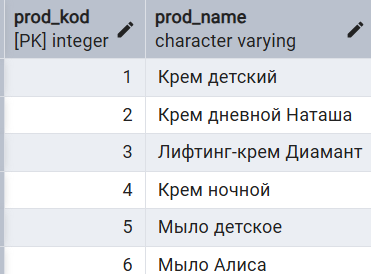 prod_kod prod_name
[PK] integer character varying
1 Крем детский
2 Крем дневной Наташа
3 Лифтинг-крем Диамант
4 Крем ночной
5 Мыло детское
6 Мыло Алиса